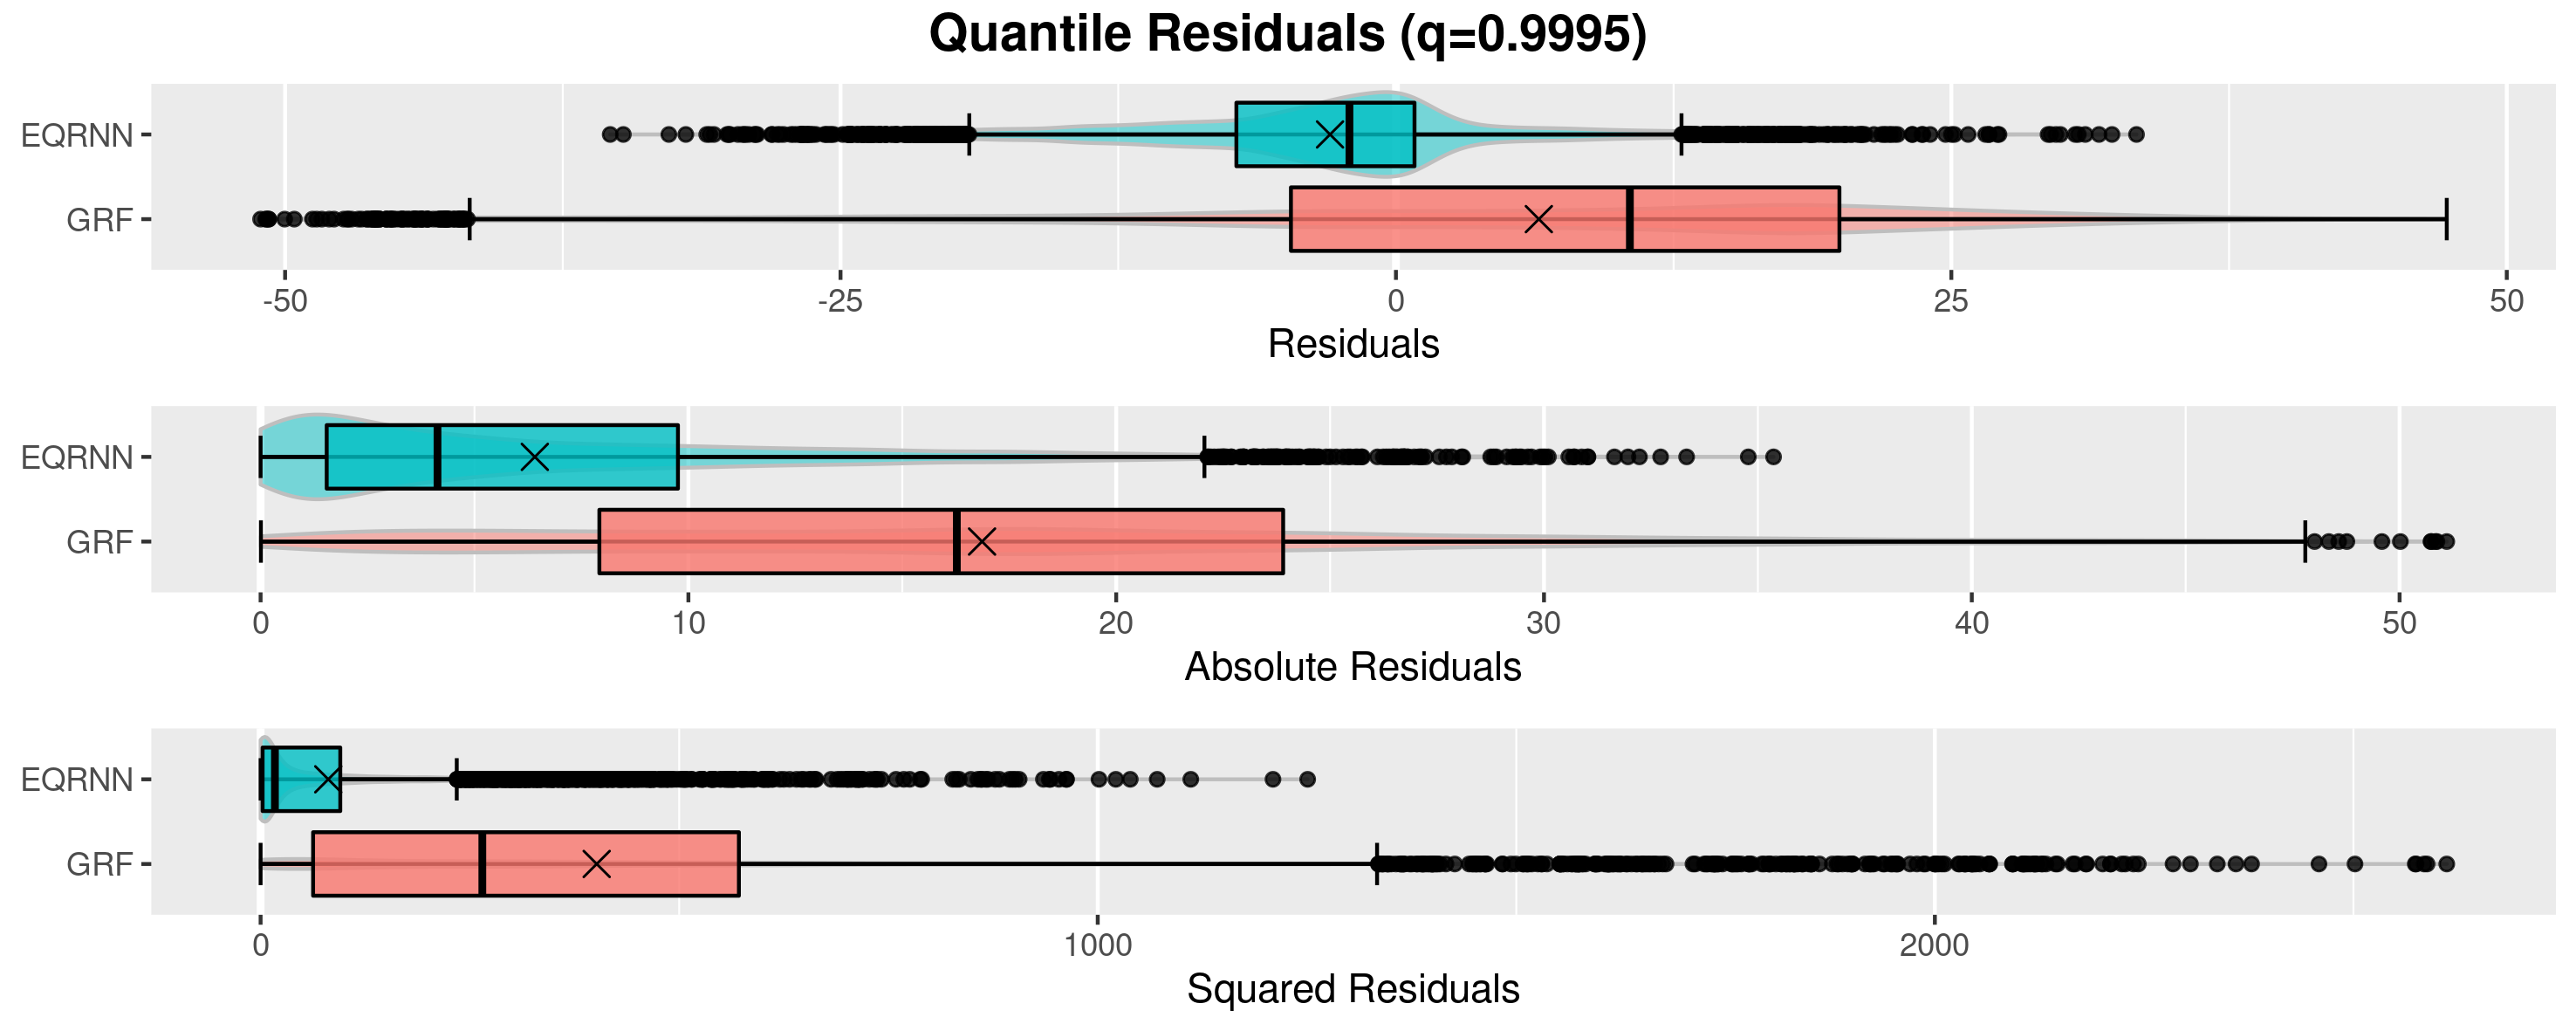 Quantile Residuals (q=0.9995)
EQRNN
GRF
-50 -25 0 25 50
Residuals
EQRNN
GRF
0 10 20 30 40 50
Absolute Residuals
EQRNN
GRF
0 1000 2000
Squared Residuals